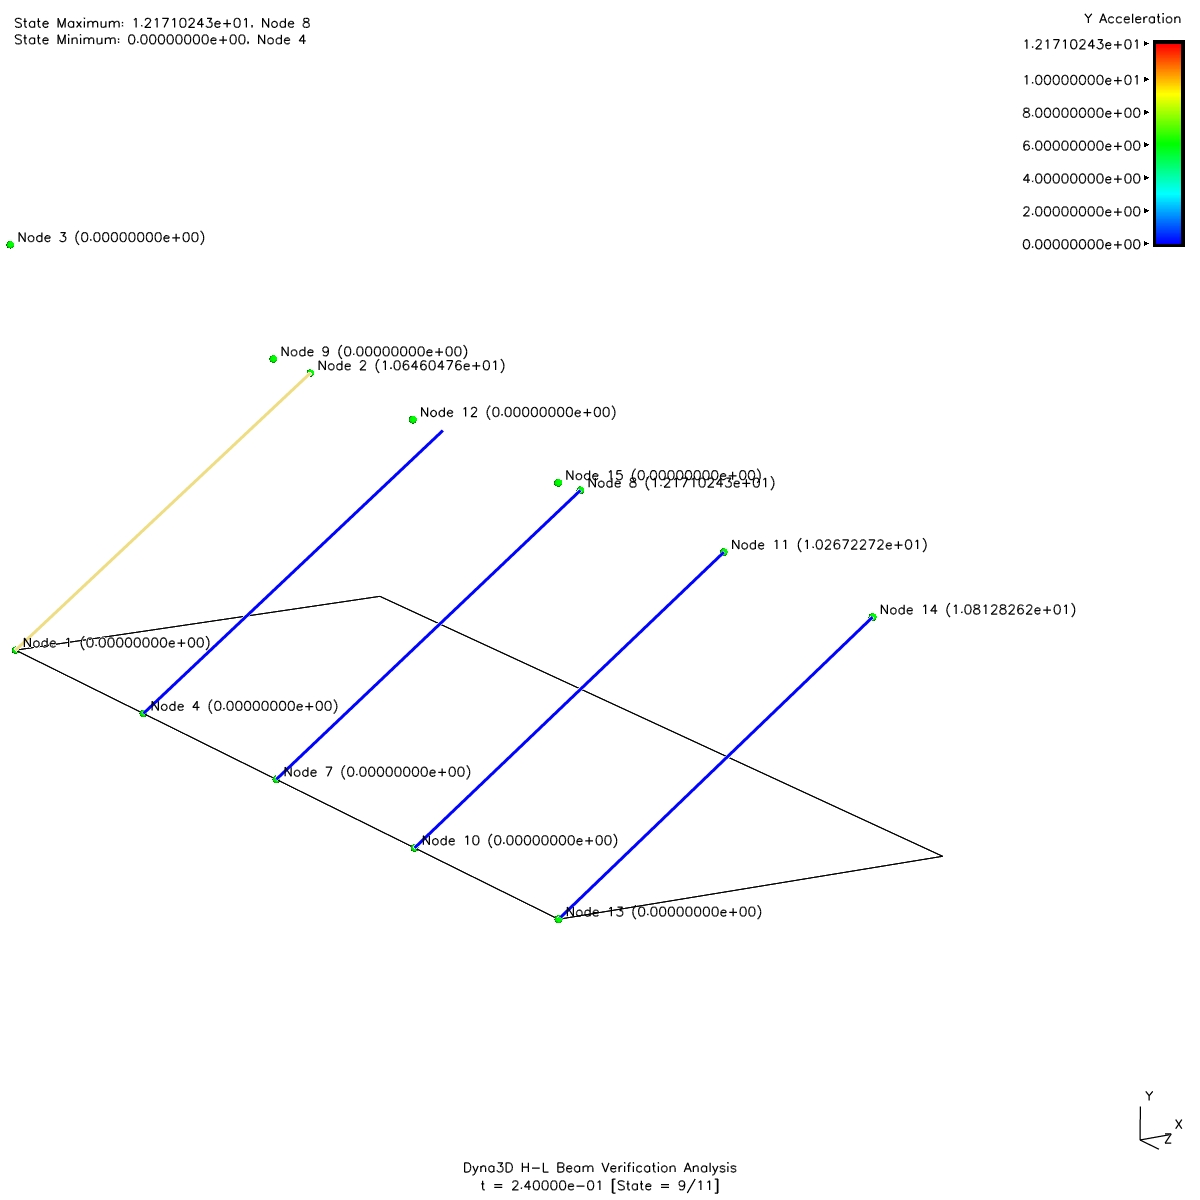 State Maximum: 1.21710243e+01, Node 8
State Minimum: 0.00000000e+00, Node 4
Y Acceleration
1.21710243e+01
1.00000000e+01
8.00000000e+00
6.00000000e+00
4.00000000e+00
2.00000000e+00
0.00000000e+00
Node 3 (0.00000000e+00)
Node 9 (0.00000000e+00)
Node 2 (1.06460476e+01)
Node 12 (0.00000000e+00)
Node 15 (0.00000000e+00)
Node 8 (1.21710243e+01)
Node 11 (1.02672272e+01)
Node 14 (1.08128262e+01)
Node 1 (0.00000000e+00)
Node 4 (0.00000000e+00)
Node 7 (0.00000000e+00)
Node 10 (0.00000000e+00)
Node 13 (0.00000000e+00)
Y
X
Z
Dyna3D H-L Beam Verification Analysis
t = 2.40000e-01 [State = 9/11]